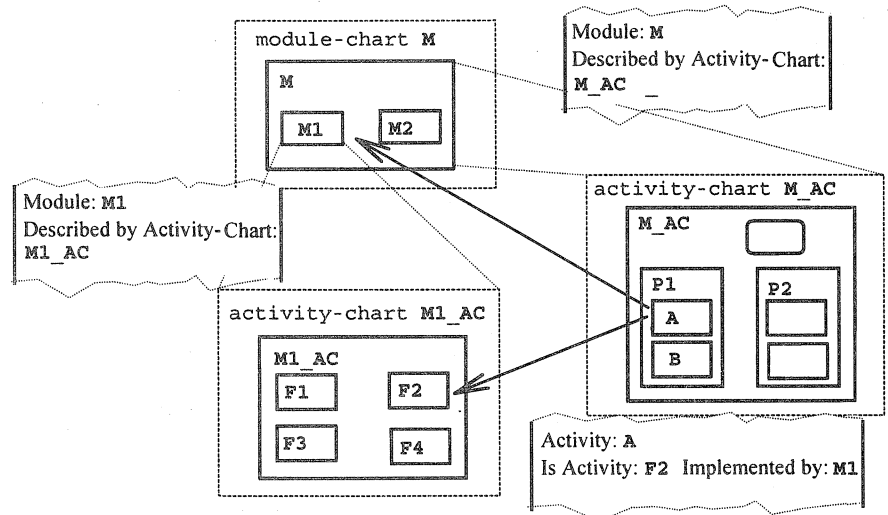 module-chart M
M
M1
M2
Module: M
Described by Activity-Chart:
M_AC _
Module: M1
Described by Activity-Chart:
M1_AC
activity-chart M_AC
M_AC
P1
A
B
P2
activity-chart M1_AC
M1_AC
F1
F2
F3
F4
Activity: A
Is Activity: F2 Implemented by: M1